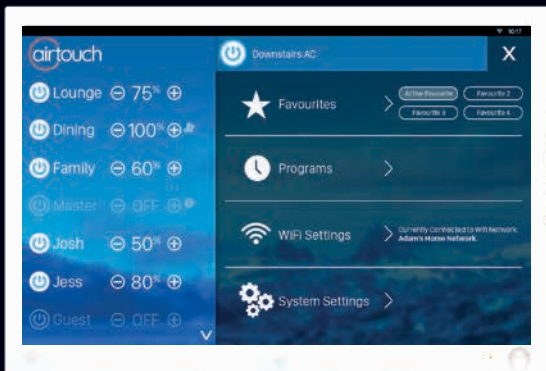 10:17
airtouch
Downstairs AC
X
Lounge 75%
Dining 100%
Family 60%
Master OFF
Josh 50%
Jess 80%
Guest OFF
Favourites
Active Favourite
Favourite 2
Favourite 3
Favourite 4
Programs
WiFi Settings
Currently Connected to Wifi Network,
Adam's Home Network.
System Settings